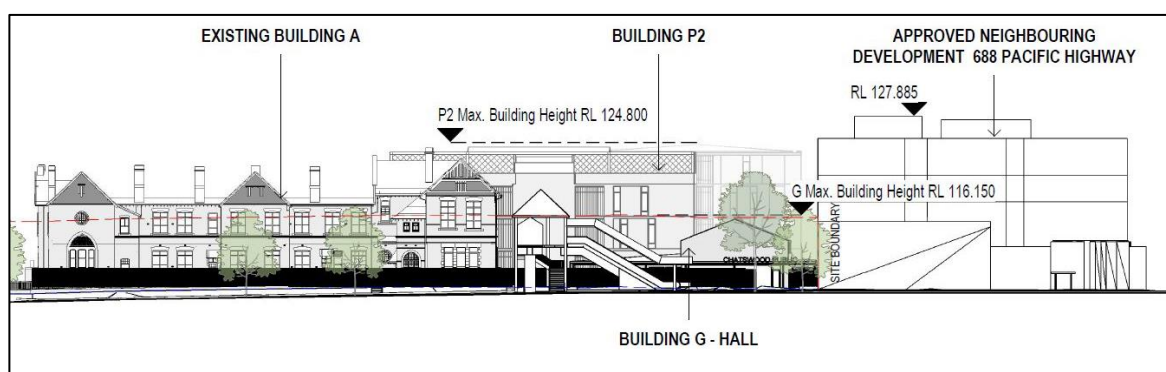 EXISTING BUILDING A
BUILDING P2
APPROVED NEIGHBOURING
DEVELOPMENT 688 PACIFIC HIGHWAY
RL 127.885
P2 Max. Building Height RL 124.800
G Max. Building Height RL 116.150
SITE BOUNDARY
CHATSWOOD
BUILDING G - HALL